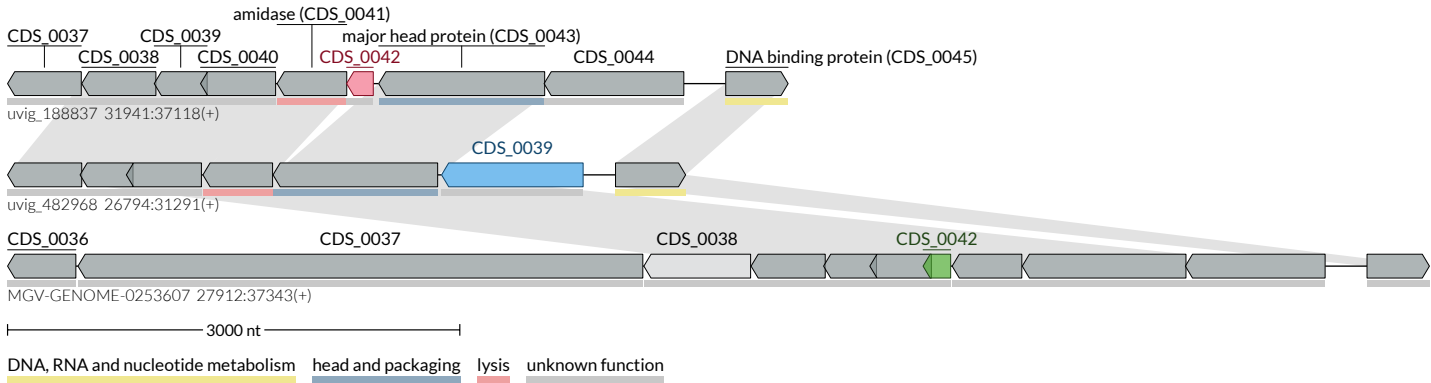 amidase (CDS_0041)
CDS_0037 CDS_0039 major head protein (CDS_0043)
CDS_0038 CDS_0040 CDS_0042 CDS_0044 DNA binding protein (CDS_0045)
uvig_188837 31941:37118(+)
CDS_0039
uvig_482968 26794:31291(+)
CDS_0036 CDS_0037 CDS_0038 CDS_0042
MGV-GENOME-0253607 27912:37343(+)
3000 nt
DNA, RNA and nucleotide metabolism head and packaging lysis unknown function